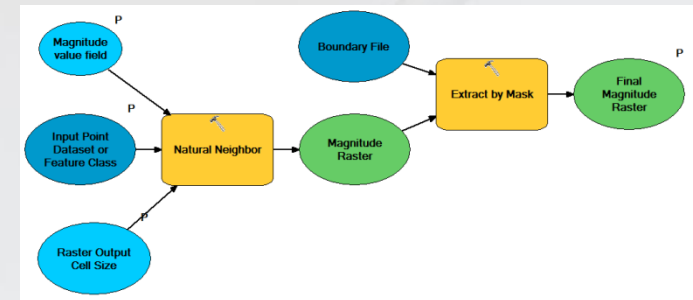 P
Magnitude
value field
P
Input Point
Dataset or
Feature Class
P
Raster Output
Cell Size
Natural Neighbor
Magnitude
Raster
Boundary File
Extract by Mask
P
Final
Magnitude
Raster